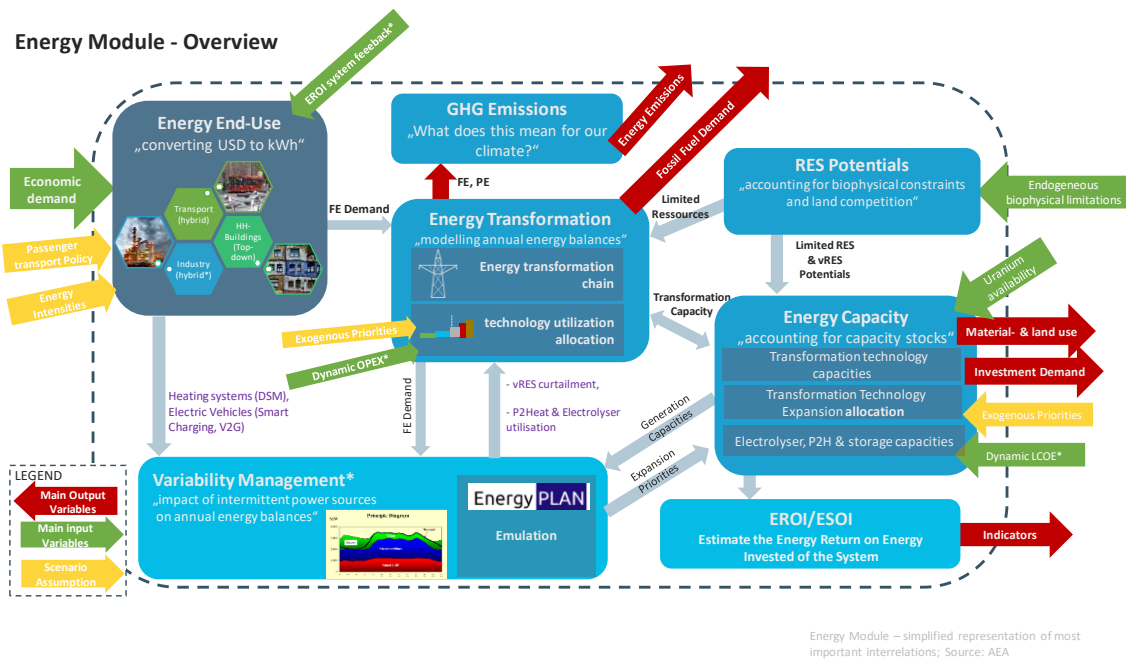 Energy Module - Overview
EROI system feeeback*
Energy End-Use
„converting USD to kWh“
Transport
(hybrid)
HH-
Buildings
(Top-
down)
Industry
(hybrid*)
Economic
demand
Passenger
transport Policy
Energy
Intensities
FE Demand
GHG Emissions
„What does this mean for our
climate?“
Energy Emissions
Fossil Fuel Demand
FE, PE
Energy Transformation
„modelling annual energy balances“
Energy transformation
chain
technology utilization
allocation
Exogenous Priorities
Dynamic OPEX*
Limited
Ressources
RES Potentials
„accounting for biophysical constraints
and land competition“
Endogeneous
biophysical limitations
Limited RES
& vRES
Potentials
Uranium
availability
Transformation
Capacity
Energy Capacity
„accounting for capacity stocks“
Transformation technology
capacities
Transformation Technology
Expansion allocation
Electrolyser, P2H & storage capacities
Material- & land use
Investment Demand
Exogenous Priorities
Dynamic LCOE*
Heating systems (DSM),
Electric Vehicles (Smart
Charging, V2G)
FE Demand
- vRES curtailment,
- P2Heat & Electrolyser
utilisation
Generation
Capacities
Expansion
Priorities
Variability Management*
„impact of intermittent power sources
on annual energy balances“
Principle Diagram
EnergyPLAN
Emulation
EROI/ESOI
Estimate the Energy Return on Energy
Invested of the System
Indicators
LEGEND
Main Output
Variables
Main input
Variables
Scenario
Assumption
Energy Module – simplified representation of most
important interrelations; Source: AEA